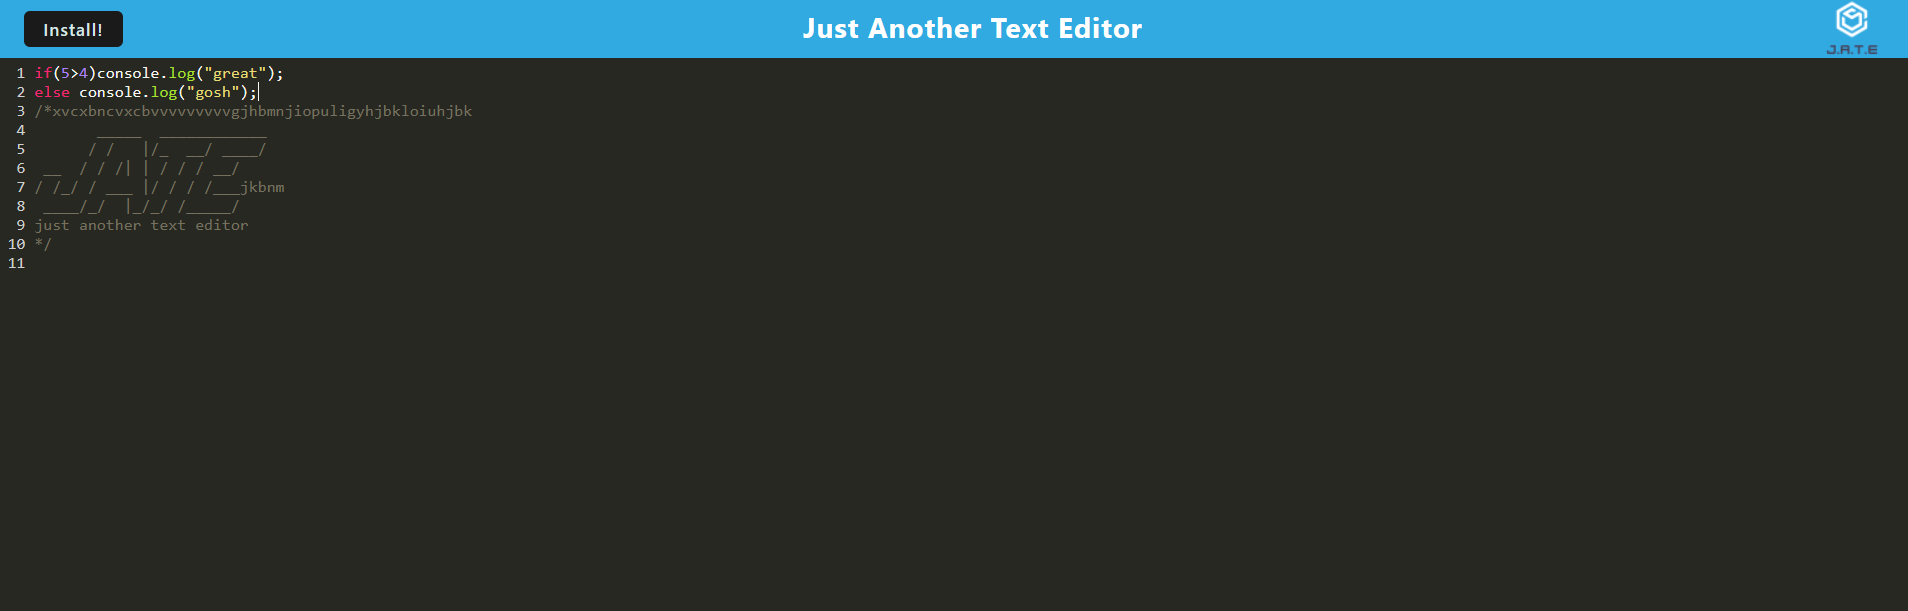 Install!
Just Another Text Editor
J.A.T.E
1 if(5>4)console.log("great");
2 else console.log("gosh");
3 /*xvcxbncvxcbvvvvvvvvvgjhbmnjiopuligyhjbkloiuhjbk
4        _____  ____________
5       / /   |/_  __/ ____/
6  __  / / /| | / / / __/
7 / /_/ / ___ |/ / / /___jkbnm
8  ____/_/  |_/_/ /_____/
9 just another text editor
10 */
11